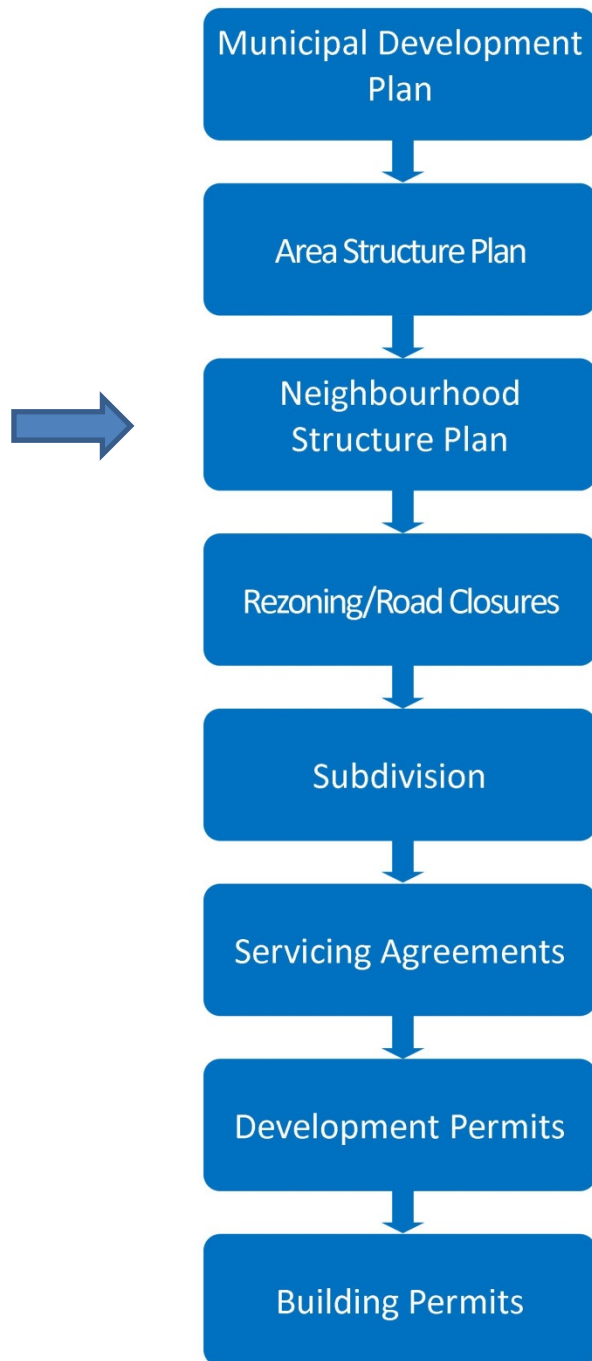 Municipal Development
Plan
Area Structure Plan
Neighbourhood
Structure Plan
Rezoning/Road Closures
Subdivision
Servicing Agreements
Development Permits
Building Permits